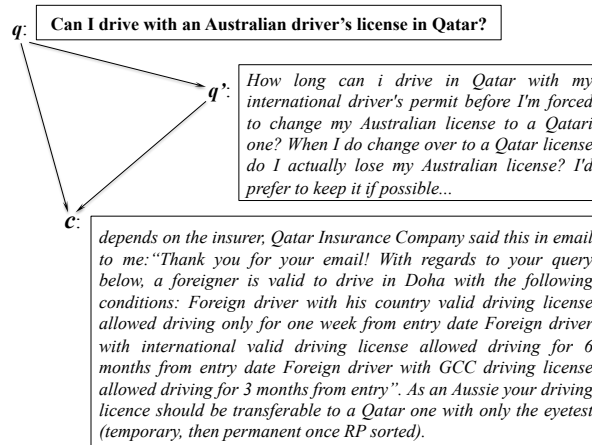 q: Can I drive with an Australian driver’s license in Qatar?
q’: How long can i drive in Qatar with my
international driver's permit before I'm forced
to change my Australian license to a Qatari
one? When I do change over to a Qatar license
do I actually lose my Australian license? I'd
prefer to keep it if possible...
c: depends on the insurer, Qatar Insurance Company said this in email
to me:“Thank you for your email! With regards to your query
below, a foreigner is valid to drive in Doha with the following
conditions: Foreign driver with his country valid driving license
allowed driving only for one week from entry date Foreign driver
with international valid driving license allowed driving for 6
months from entry date Foreign driver with GCC driving license
allowed driving for 3 months from entry”. As an Aussie your driving
licence should be transferable to a Qatar one with only the eyetest
(temporary, then permanent once RP sorted).